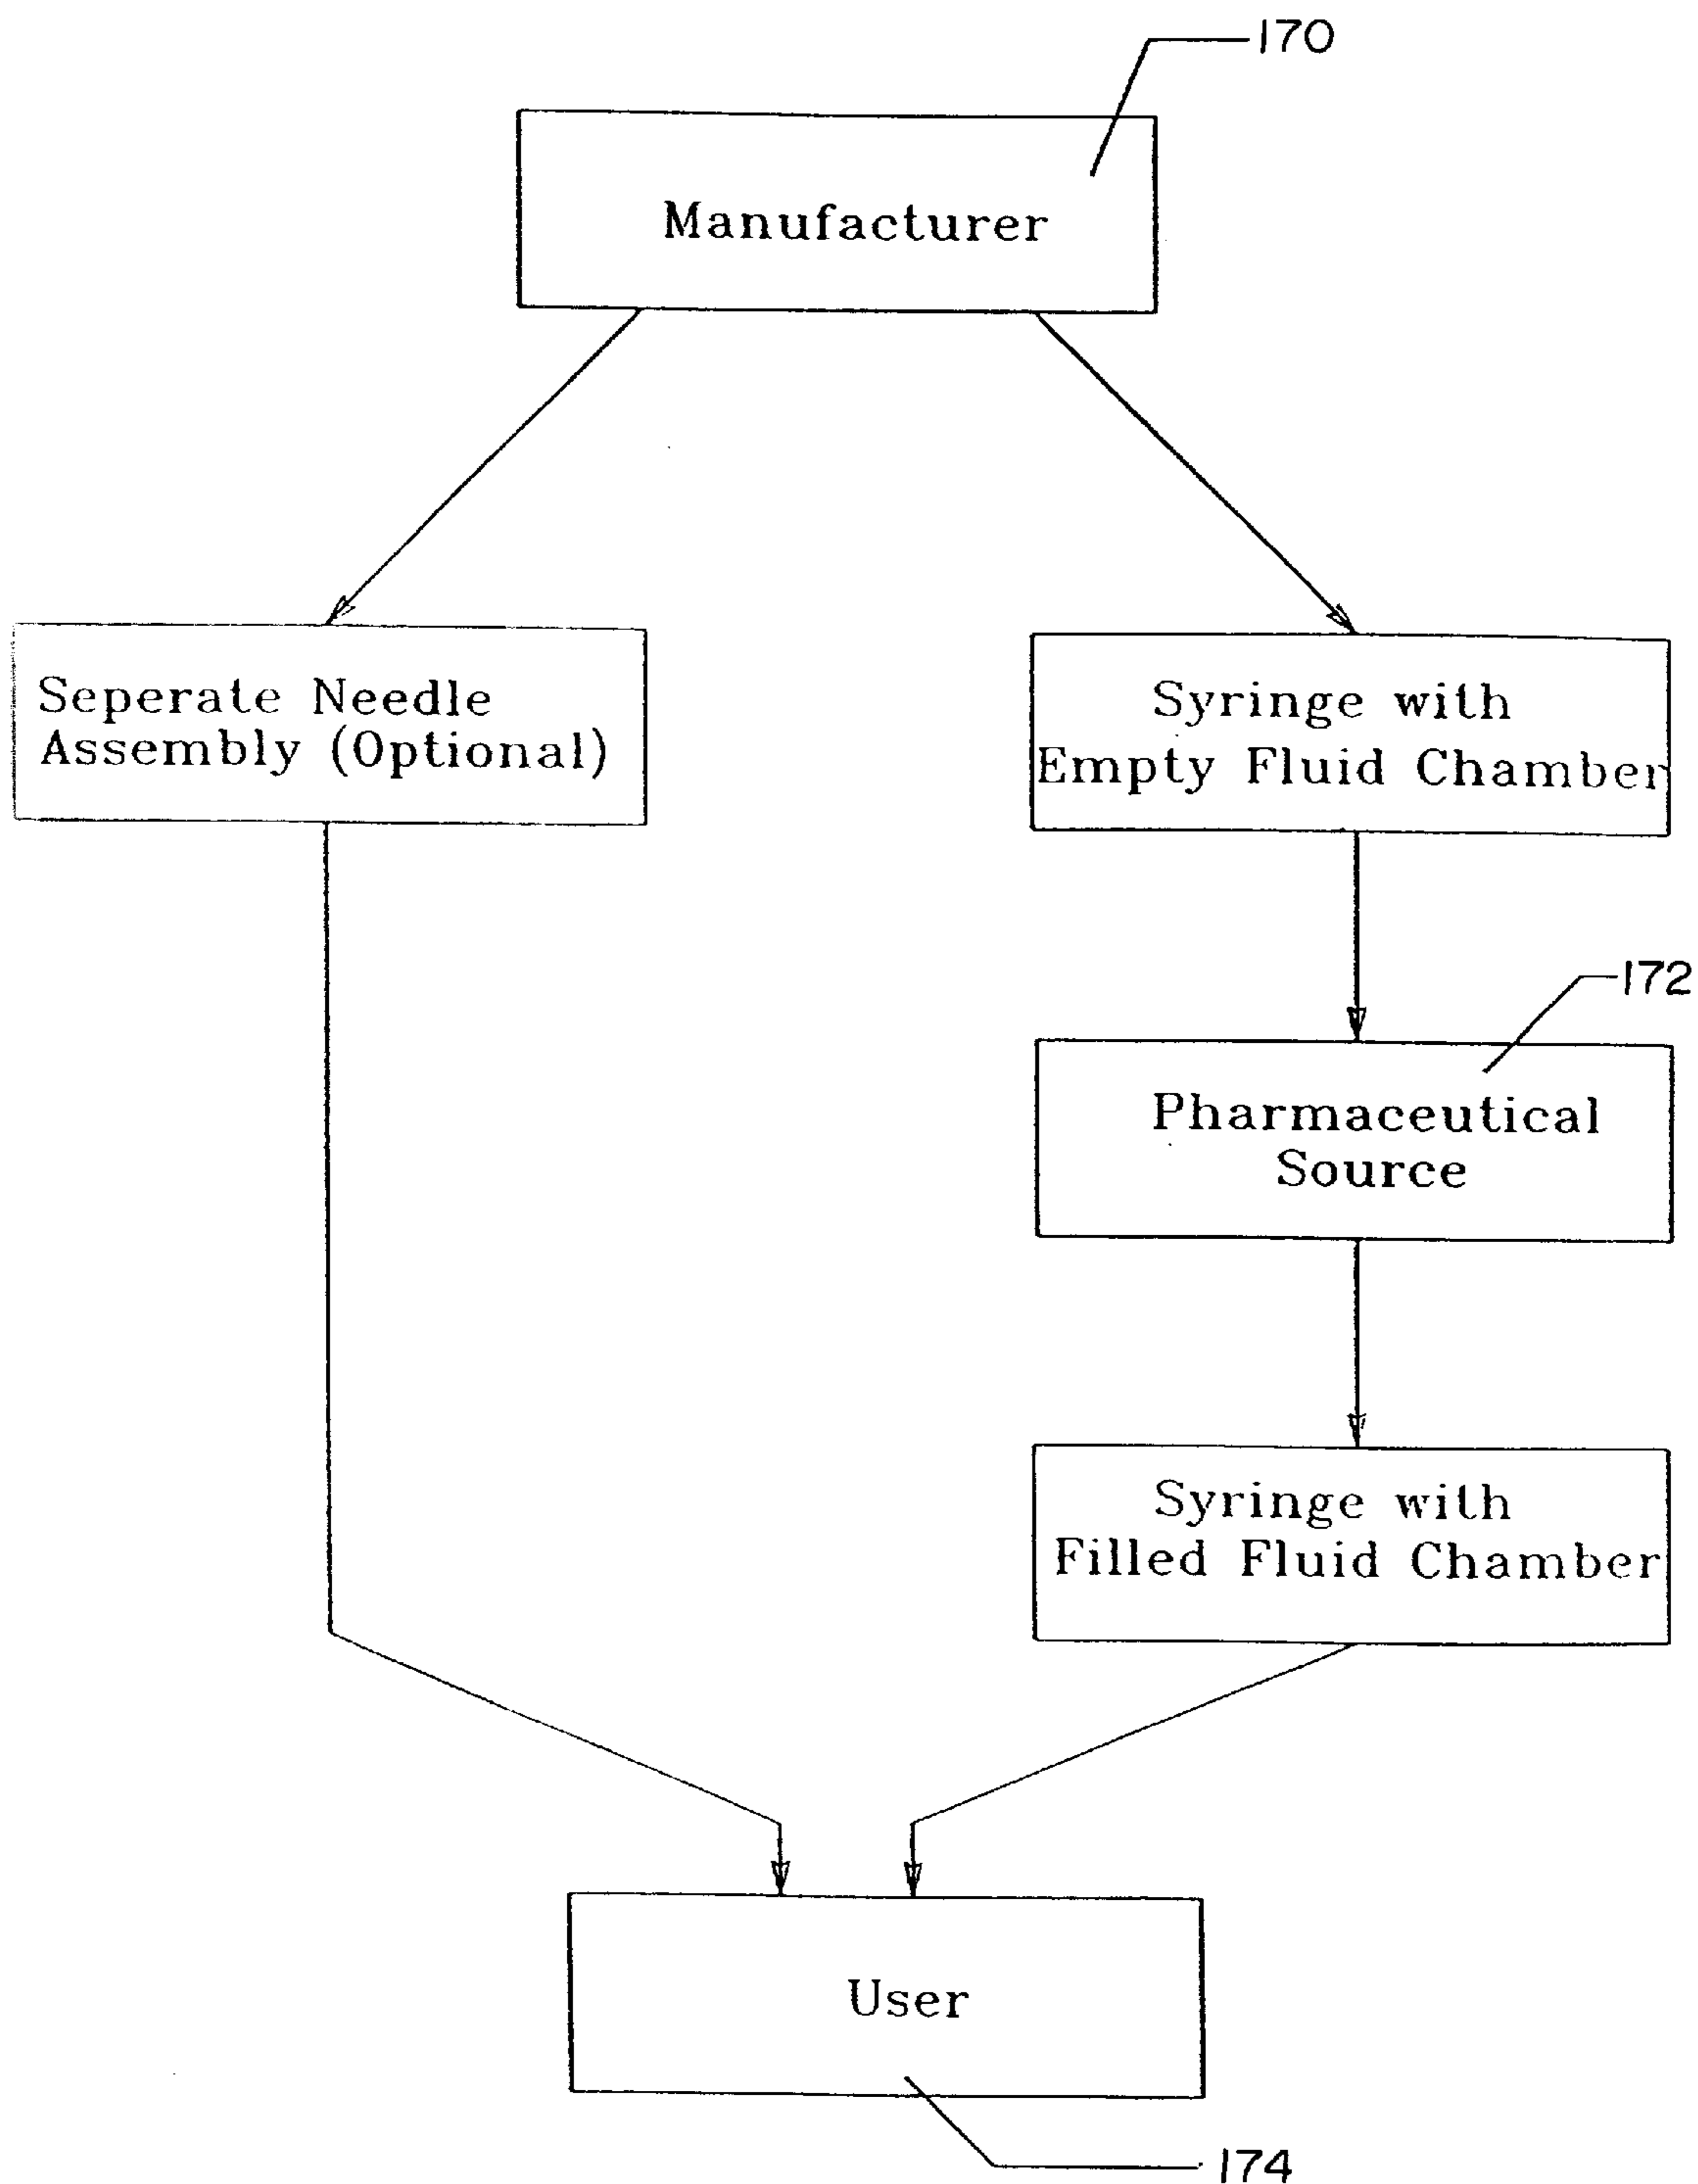 170
Manufacturer
Seperate Needle
Assembly (Optional)
Syringe with
Empty Fluid Chamber
172
Pharmaceutical
Source
Syringe with
Filled Fluid Chamber
User
174